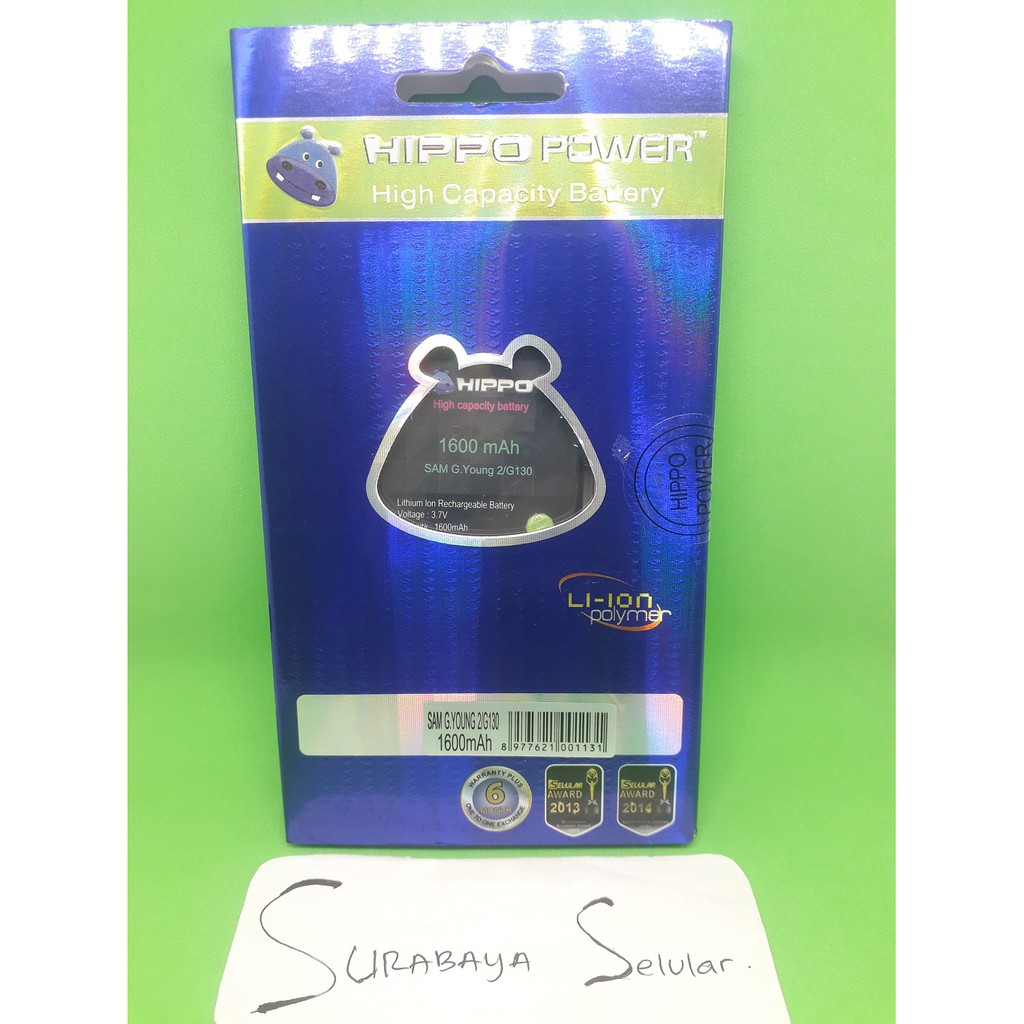 HIPPO POWER™
High Capacity Battery
HIPPO
High capacity battery
1600 mAh
SAM G.Young 2/G130
Lithium Ion Rechargeable Battery
Voltage : 3.7V
1600mAh
HIPPO
POWER
LI-ION
polymer
SAM G.YOUNG 2/G130
1600mAh
8 977621 001131
WARRANTY PLUS
6
MONTH
ONE TO ONE EXCHANGE
SELULAR
AWARD
2013
SELULAR
AWARD
2014
SURABAYA Selular.